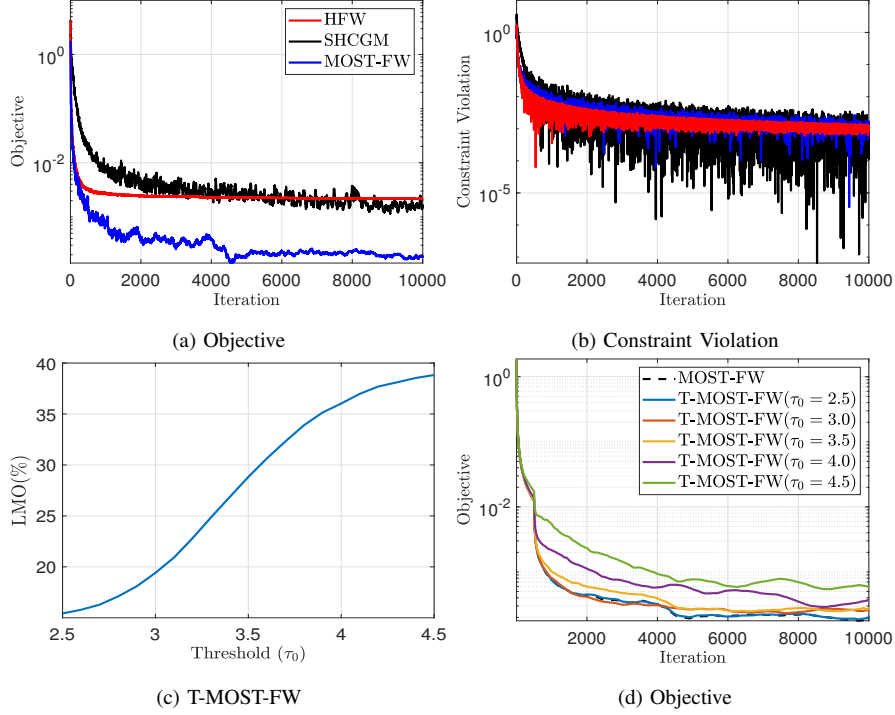 HFW
SHCGM
MOST-FW
10^0
10^-2
Objective
0 2000 4000 6000 8000 10000
Iteration
(a) Objective
10^0
10^-5
Constraint Violation
0 2000 4000 6000 8000 10000
Iteration
(b) Constraint Violation
40
35
30
25
20
LMO(%)
2.5 3 3.5 4 4.5
Threshold (τ0)
(c) T-MOST-FW
MOST-FW
T-MOST-FW(τ0 = 2.5)
T-MOST-FW(τ0 = 3.0)
T-MOST-FW(τ0 = 3.5)
T-MOST-FW(τ0 = 4.0)
T-MOST-FW(τ0 = 4.5)
10^0
10^-2
Objective
2000 4000 6000 8000 10000
Iteration
(d) Objective